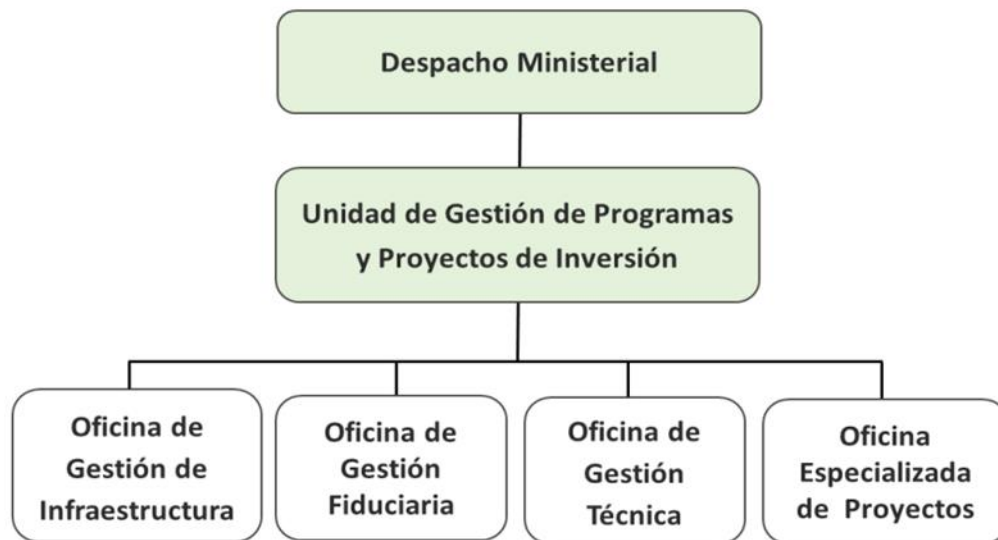 Despacho Ministerial
Unidad de Gestión de Programas
y Proyectos de Inversión
Oficina de
Gestión de
Infraestructura
Oficina de
Gestión
Fiduciaria
Oficina de
Gestión
Técnica
Oficina
Especializada
de Proyectos